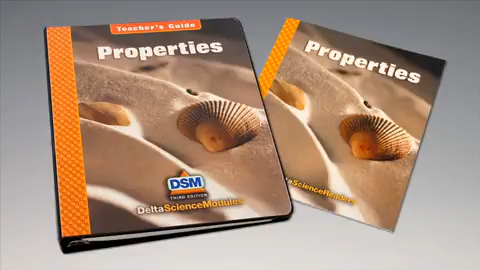 Teacher's Guide
Properties
DSM
THIRD EDITION
DeltaScienceModules
Properties
DeltaScienceReaders